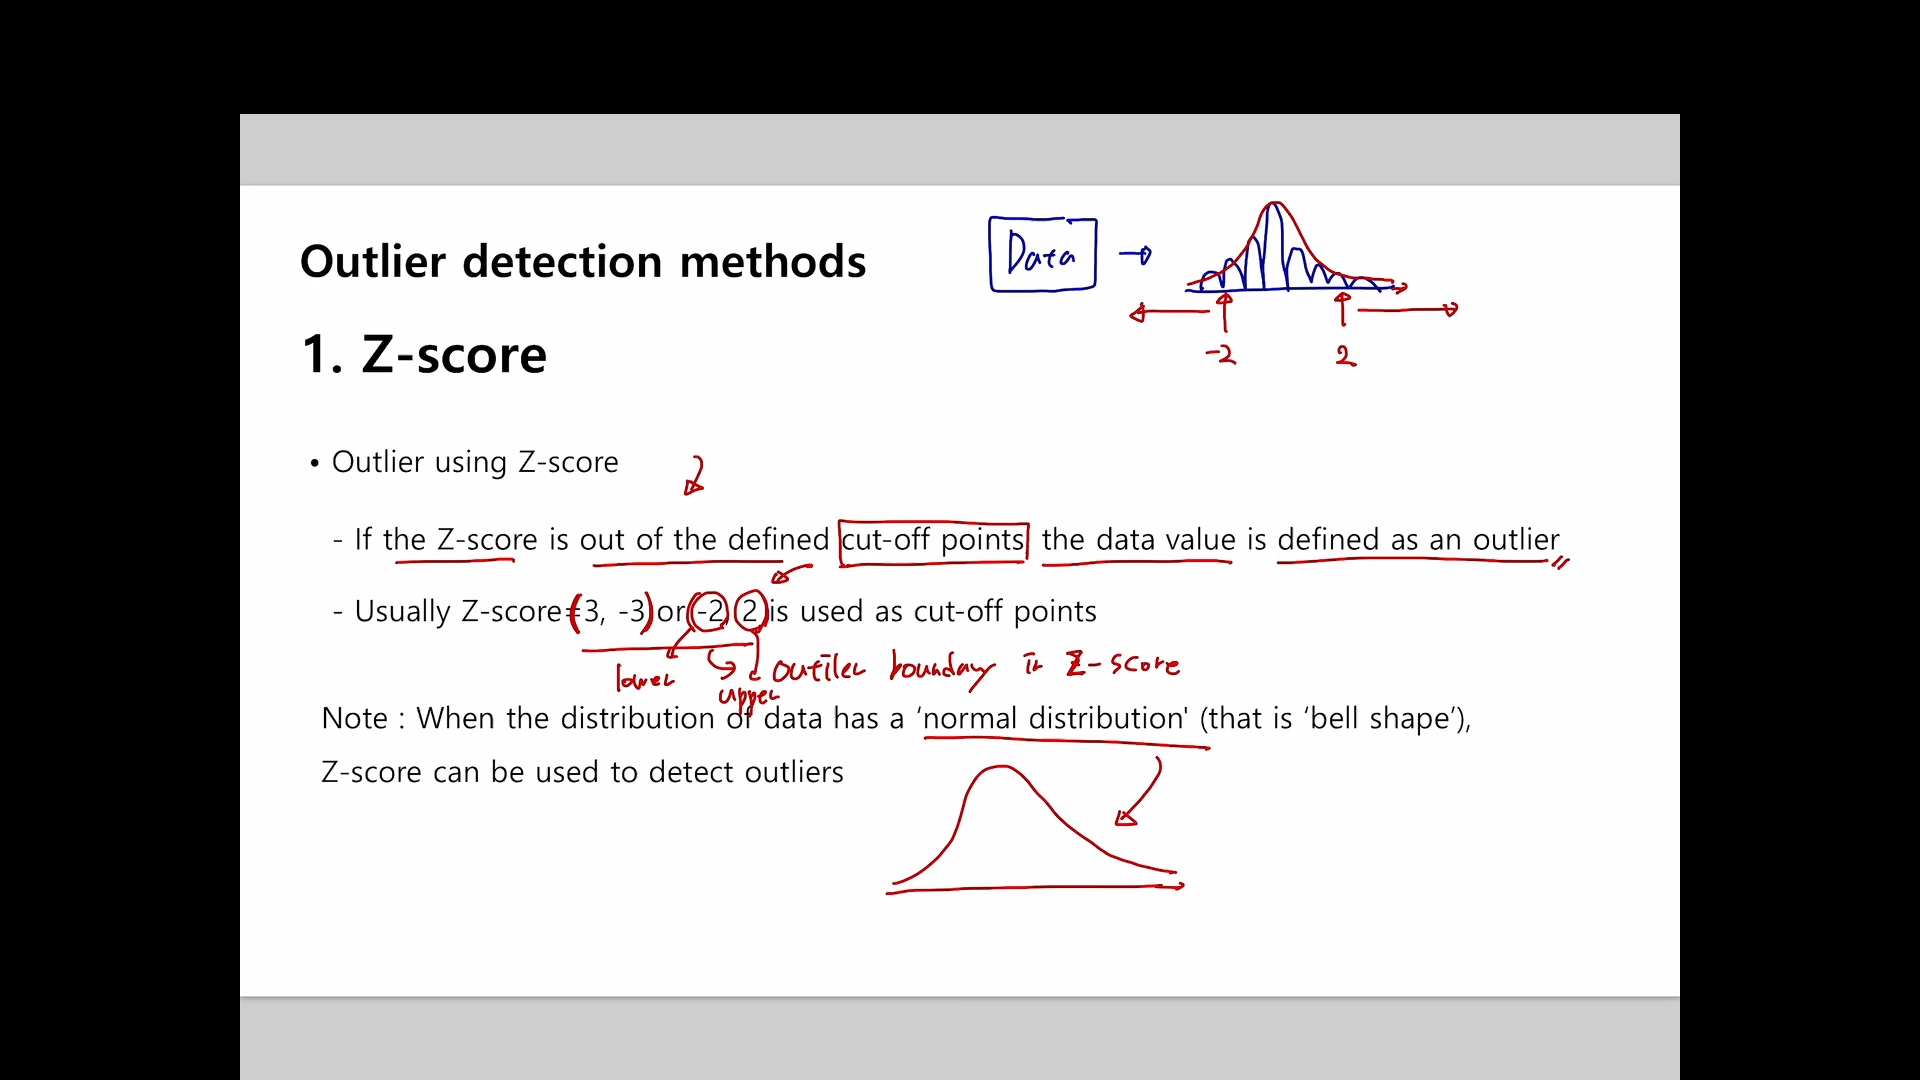 Outlier detection methods
Data
1. Z-score
-2
2
• Outlier using Z-score
- If the Z-score is out of the defined cut-off points the data value is defined as an outlier
- Usually Z-score=(3, -3) or (-2, 2) is used as cut-off points
lower
upper
outlier boundary in Z-score
Note : When the distribution of data has a ‘normal distribution' (that is ‘bell shape’),
Z-score can be used to detect outliers